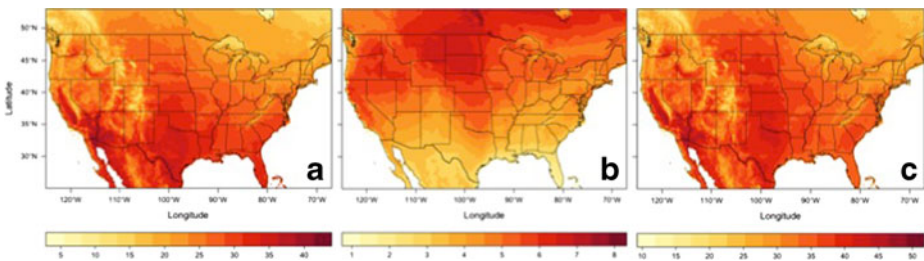 50°N
45°N
40°N
35°N
30°N
Latitude
a b c
120°W 110°W 100°W 90°W 80°W 70°W 120°W 110°W 100°W 90°W 80°W 70°W 120°W 110°W 100°W 90°W 80°W 70°W
Longitude Longitude Longitude
5 10 15 20 25 30 35 40 1 2 3 4 5 6 7 8 10 15 20 25 30 35 40 45 50